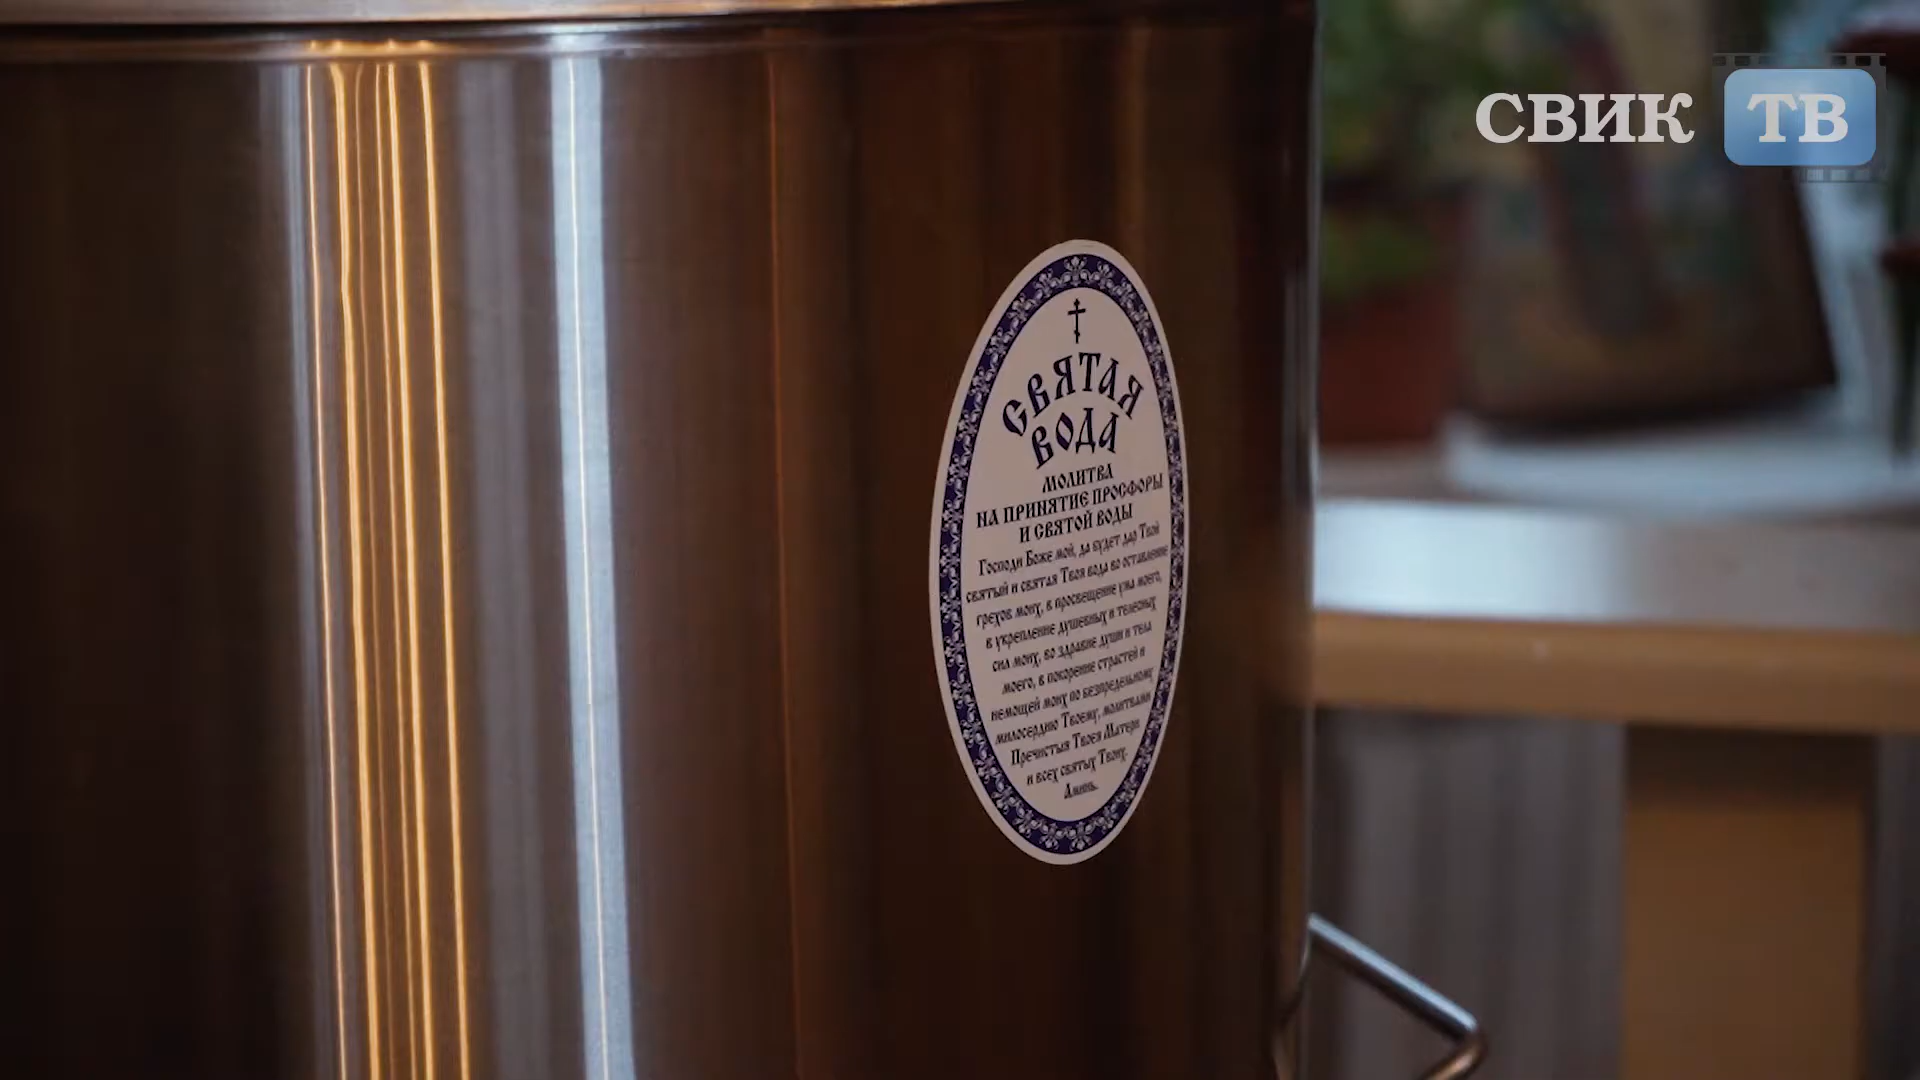 СВИК ТВ
СВЯТАЯ
ВОДА
МОЛИТВА
НА ПРИНЯТИЕ ПРОСФОРЫ
И СВЯТОЙ ВОДЫ
Господи Боже мой, да будет дар Твой
святый и святая Твоя вода во оставление
грехов моих, в просвещение ума моего,
в укрепление душевных и телесных
сил моих, во здравие души и тела
моего, в покорение страстей и
немощей моих по безпредельному
милосердию Твоему, молитвами
Пречистыя Твоея Матере
и всех святых Твоих.
Аминь.